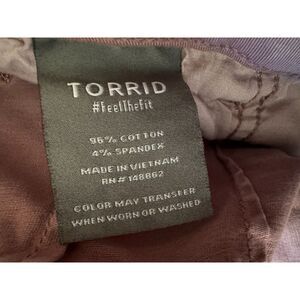 TORRID
#FeelTheFit
96% COTTON
4% SPANDEX
MADE IN VIETNAM
RN# 148862
COLOR MAY TRANSFER
WHEN WORN OR WASHED